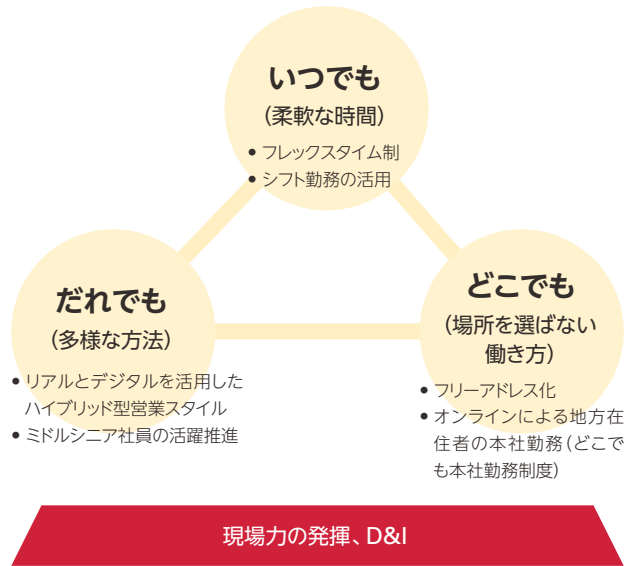 いつでも
(柔軟な時間)
• フレックスタイム制
• シフト勤務の活用
だれでも
(多様な方法)
• リアルとデジタルを活用した
ハイブリッド型営業スタイル
• ミドルシニア社員の活躍推進
どこでも
(場所を選ばない
働き方)
• フリーアドレス化
• オンラインによる地方在
住者の本社勤務(どこで
も本社勤務制度)
現場力の発揮、D&I